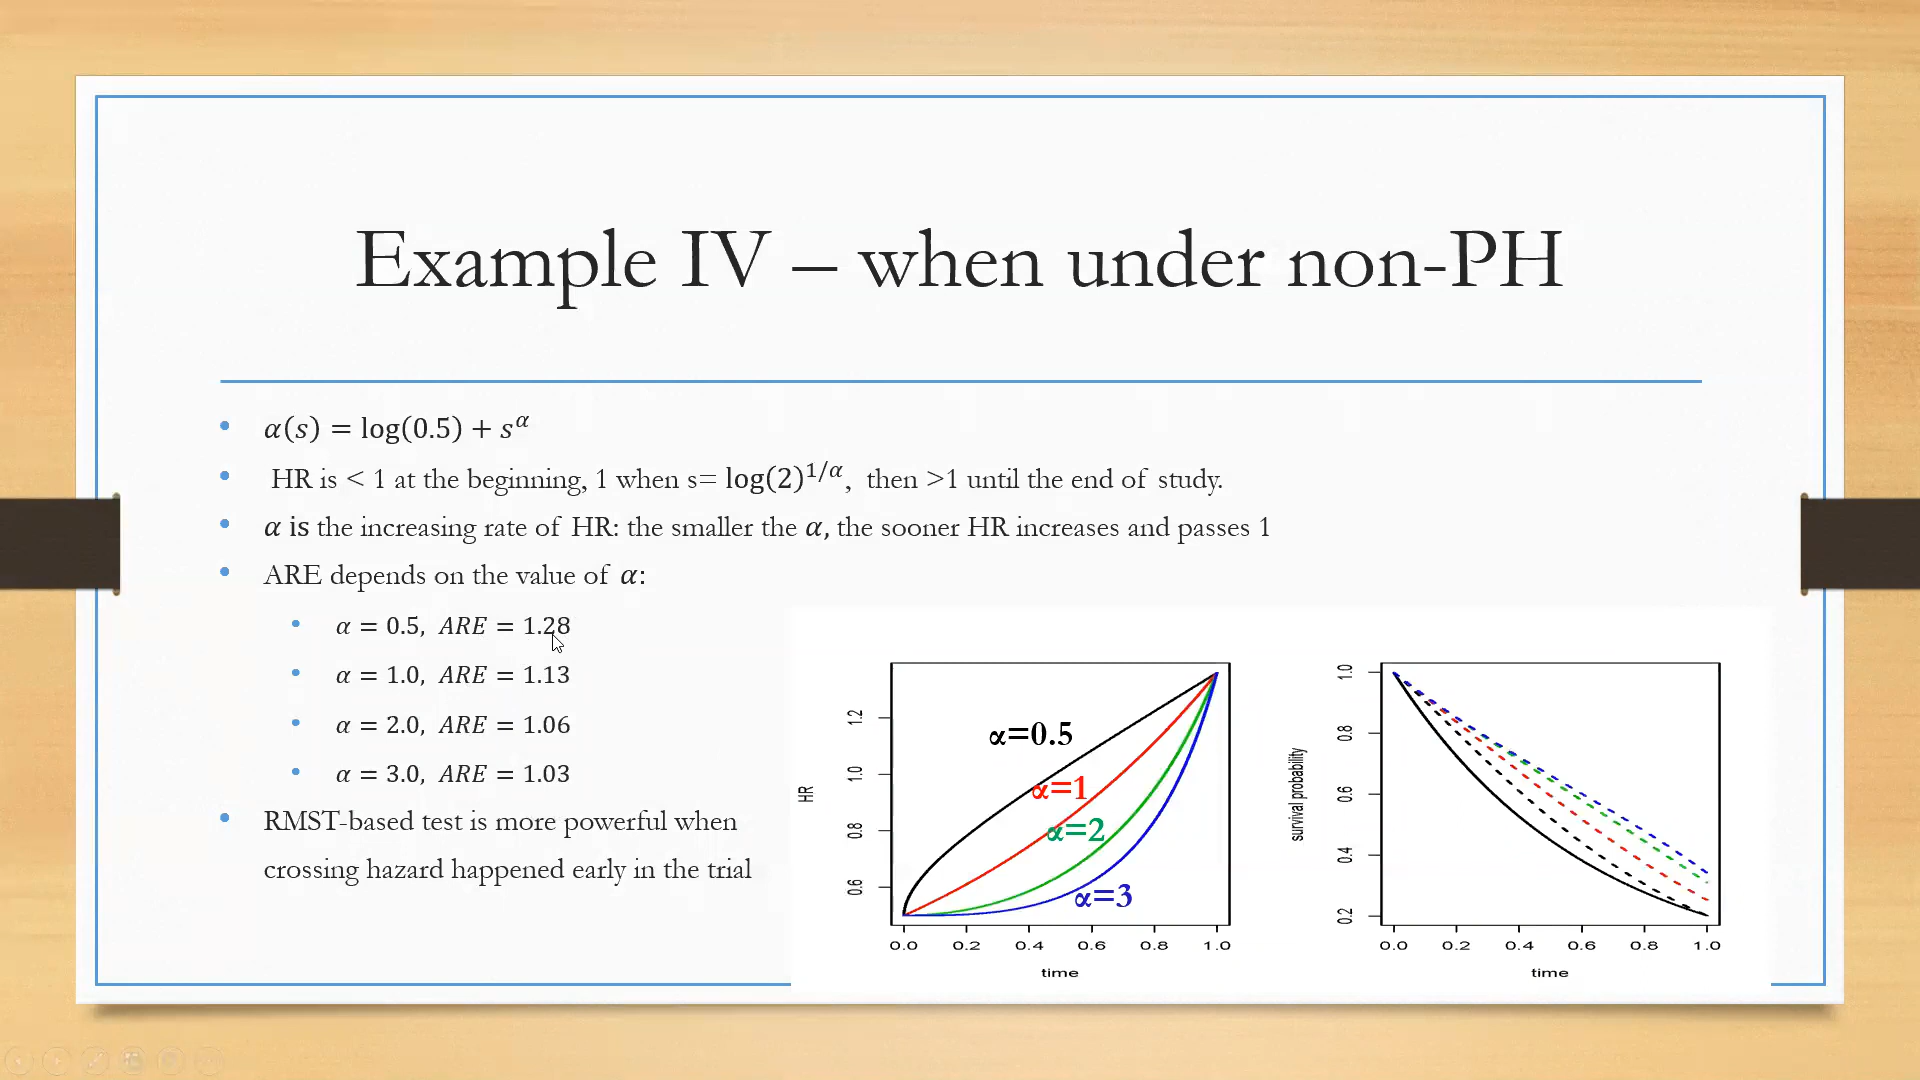 Example IV – when under non-PH
• α(s) = log(0.5) + s^α
• HR is < 1 at the beginning, 1 when s= log(2)^{1/α}, then >1 until the end of study.
• α is the increasing rate of HR: the smaller the α, the sooner HR increases and passes 1
• ARE depends on the value of α:
• α = 0.5, ARE = 1.28
• α = 1.0, ARE = 1.13
• α = 2.0, ARE = 1.06
• α = 3.0, ARE = 1.03
• RMST-based test is more powerful when
crossing hazard happened early in the trial
HR
1.2
1.0
0.8
0.6
α=0.5
α=1
α=2
α=3
0.0 0.2 0.4 0.6 0.8 1.0
time
survival probability
1.0
0.8
0.6
0.4
0.2
0.0 0.2 0.4 0.6 0.8 1.0
time